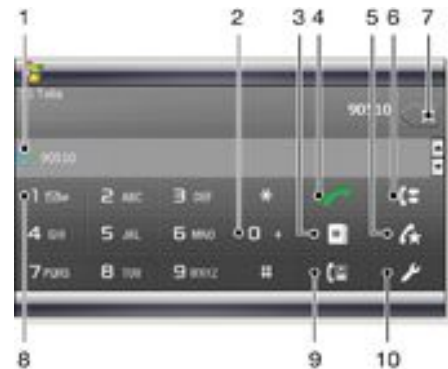 1 2 3 4 5 6 7
Telia
90510
90510
1 2 ABC 3 DEF *
4 GHI 5 JKL 6 MNO 0 +
7 PQRS 8 TUV 9 WXYZ #
8 9 10